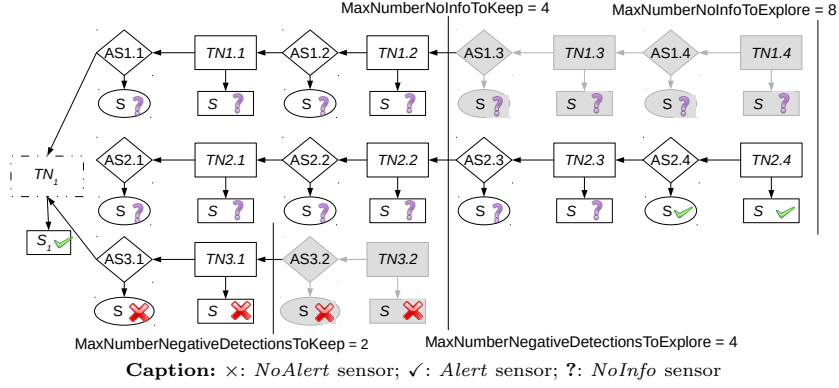 MaxNumberNoInfoToKeep = 4 MaxNumberNoInfoToExplore = 8
AS1.1 TN1.1 AS1.2 TN1.2 AS1.3 TN1.3 AS1.4 TN1.4
S ? S ? S ? S ? S ? S ? S ? S ?
AS2.1 TN2.1 AS2.2 TN2.2 AS2.3 TN2.3 AS2.4 TN2.4
TN1
S ? S ? S ? S ? S ? S ? S ✓ S ✓
S1 ✓
AS3.1 TN3.1 AS3.2 TN3.2
S ✗ S ✗ S ✗ S ✗
MaxNumberNegativeDetectionsToKeep = 2 MaxNumberNegativeDetectionsToExplore = 4
Caption: ×: NoAlert sensor; ✓: Alert sensor; ?: NoInfo sensor